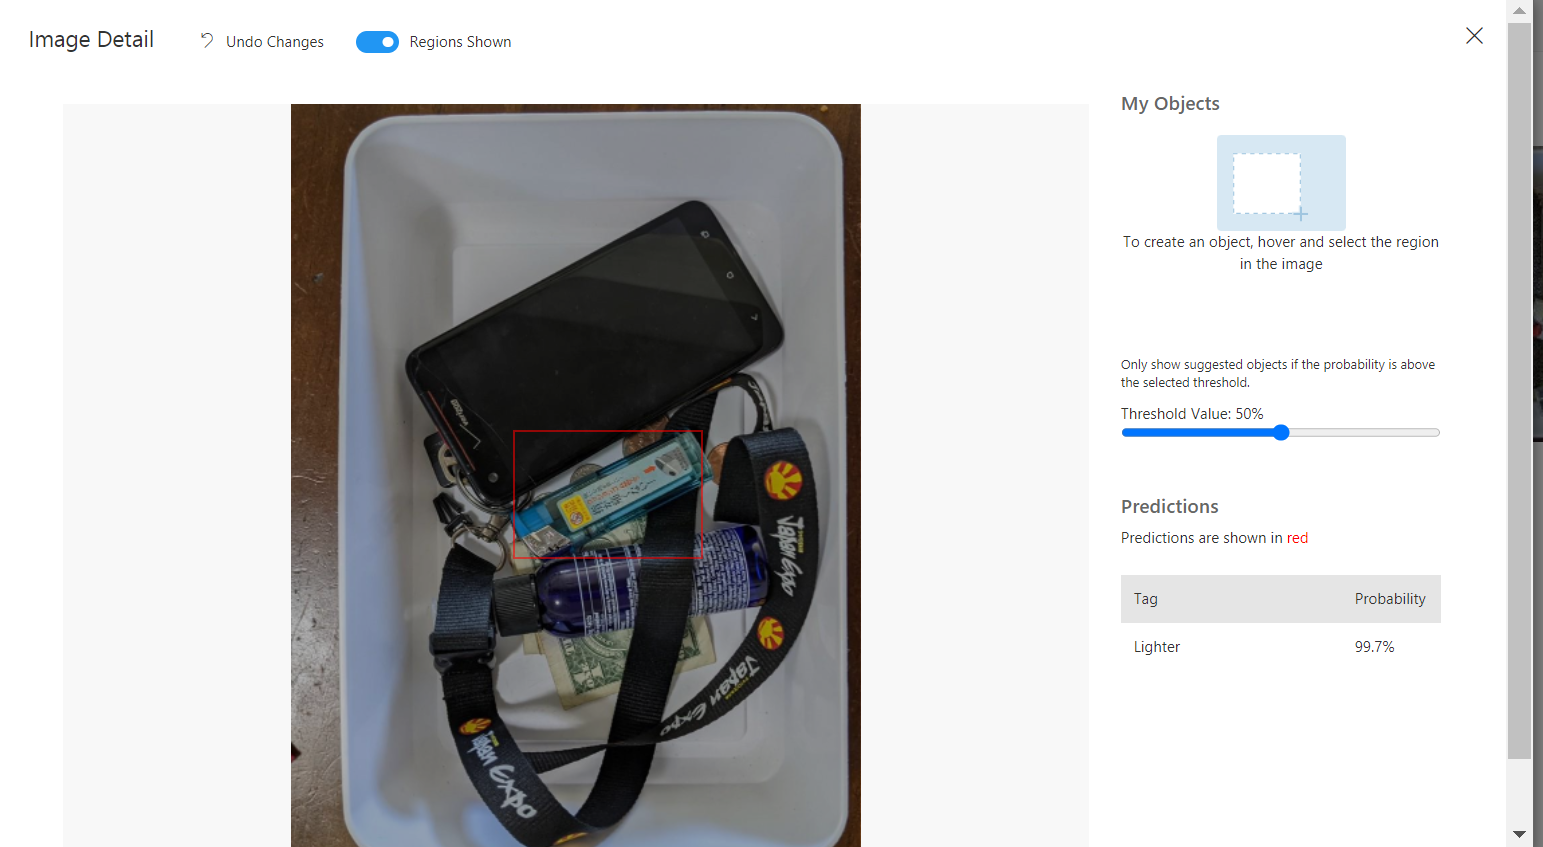 Image Detail
Undo Changes
Regions Shown
My Objects
To create an object, hover and select the region
in the image
Only show suggested objects if the probability is above
the selected threshold.
Threshold Value: 50%
Predictions
Predictions are shown in red
Tag Probability
Lighter 99.7%
verizon
Japan Expo
Japan Expo
Japan Expo